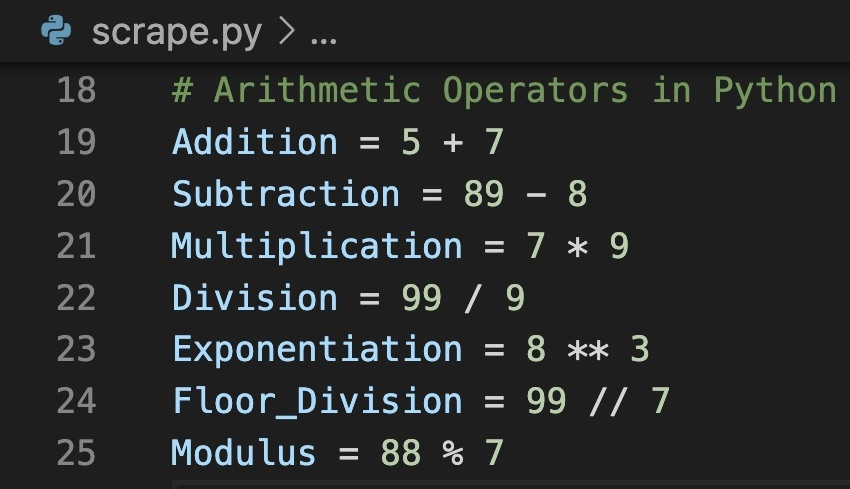 scrape.py > ...
18 # Arithmetic Operators in Python
19 Addition = 5 + 7
20 Subtraction = 89 - 8
21 Multiplication = 7 * 9
22 Division = 99 / 9
23 Exponentiation = 8 ** 3
24 Floor_Division = 99 // 7
25 Modulus = 88 % 7